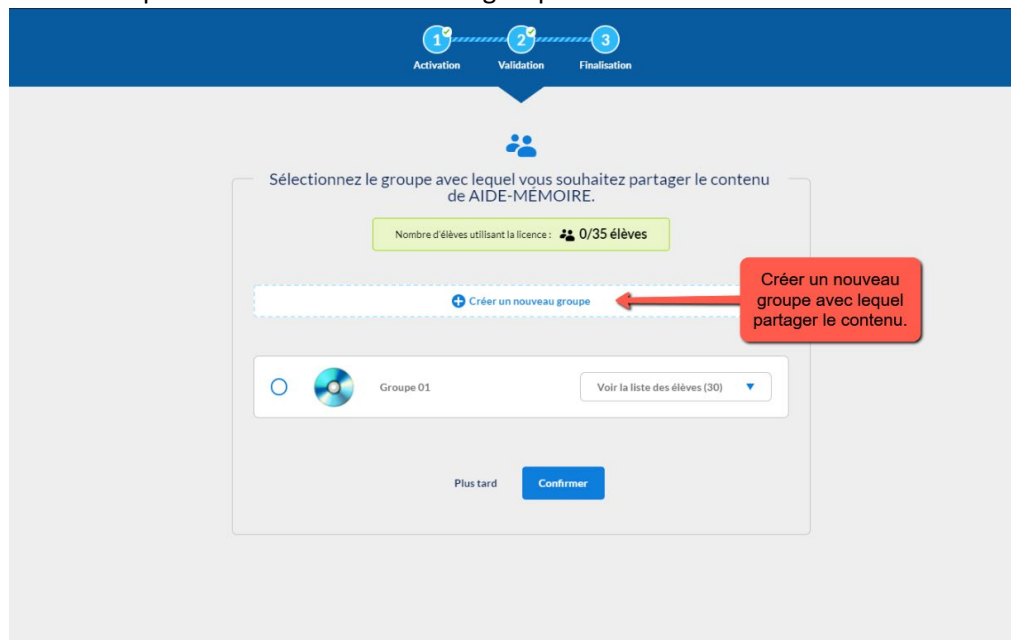 1 2 3
Activation Validation Finalisation
Sélectionnez le groupe avec lequel vous souhaitez partager le contenu
de AIDE-MÉMOIRE.
Nombre d'élèves utilisant la licence : 0/35 élèves
Créer un nouveau groupe
Créer un nouveau
groupe avec lequel
partager le contenu.
Groupe 01 Voir la liste des élèves (30)
Plus tard Confirmer